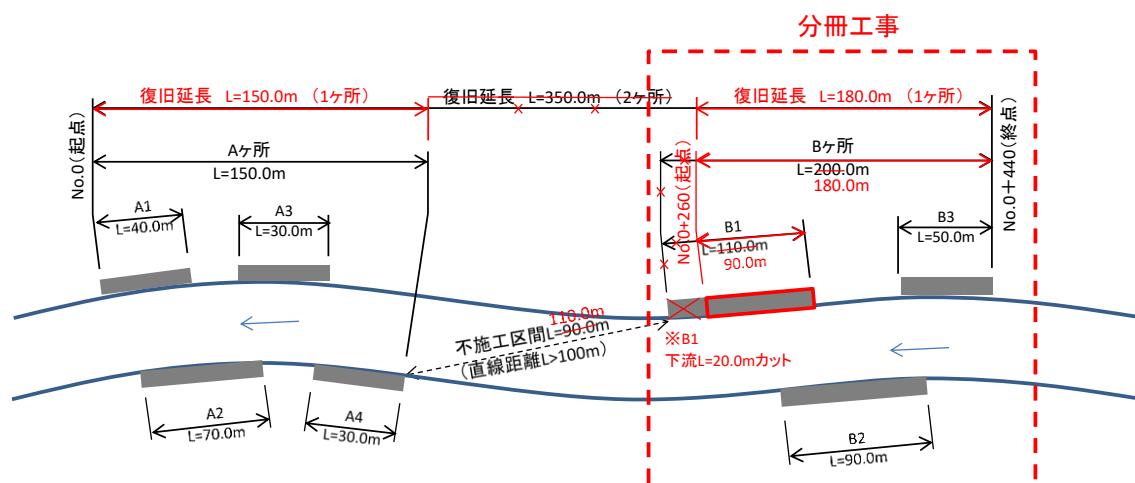 分冊工事
復旧延長 L=150.0m (1ヶ所)
復旧延長 L=350.0m (2ヶ所)
復旧延長 L=180.0m (1ヶ所)
No.0(起点)
Aヶ所
L=150.0m
No.0+260(起点)
Bヶ所
L=200.0m
180.0m
No.0+440(終点)
A1
L=40.0m
A3
L=30.0m
B1
L=110.0m
90.0m
B3
L=50.0m
110.0m
不施工区間L=90.0m
(直線距離L>100m)
※B1
下流L=20.0mカット
A2
L=70.0m
A4
L=30.0m
B2
L=90.0m